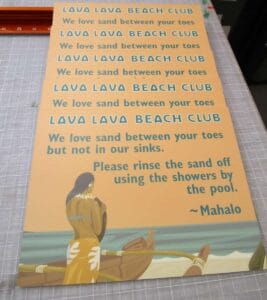 LAVA LAVA BEACH CLUB
We love sand between your toes
LAVA LAVA BEACH CLUB
We love sand between your toes
LAVA LAVA BEACH CLUB
We love sand between your toes
LAVA LAVA BEACH CLUB
We love sand between your toes
LAVA LAVA BEACH CLUB
We love sand between your toes
but not in our sinks.
Please rinse the sand off
using the showers by
the pool.
~Mahalo